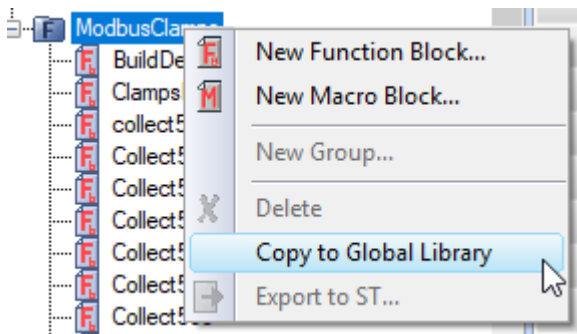 ModbusClamps
BuildDe
Clamps
collect5
Collect5
Collect5
Collect5
Collect5
Collect5
Collect5
New Function Block...
New Macro Block...
New Group...
Delete
Copy to Global Library
Export to ST...